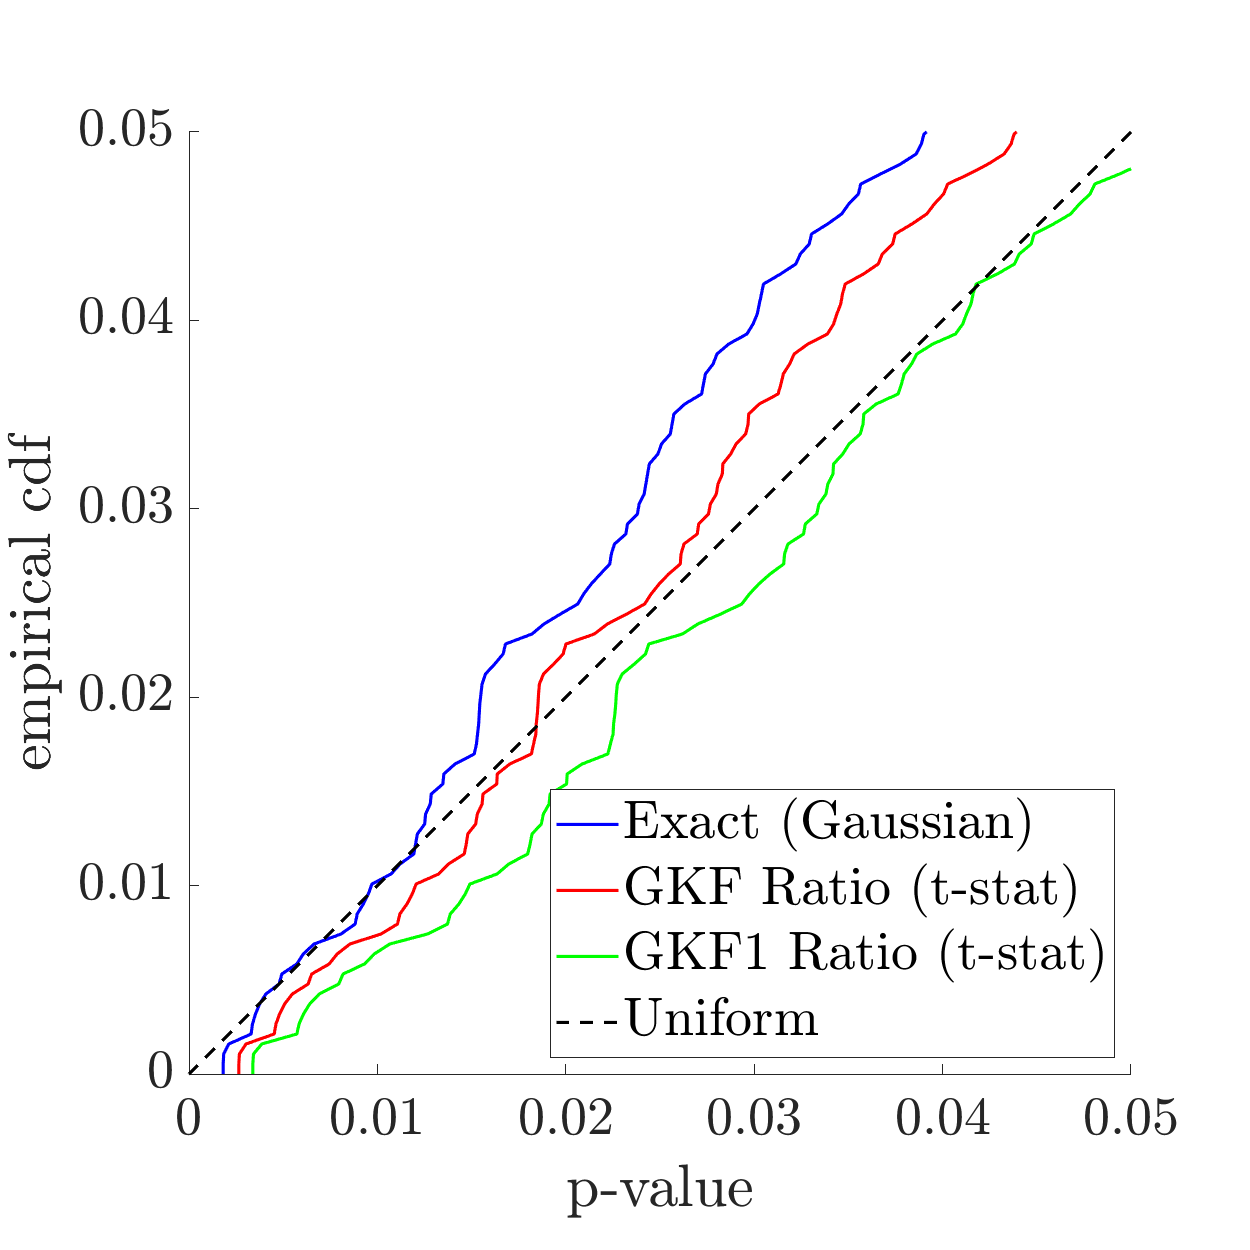 0.05
0.04
0.03
0.02
0.01
0
empirical cdf
Exact (Gaussian)
GKF Ratio (t-stat)
GKF1 Ratio (t-stat)
Uniform
0 0.01 0.02 0.03 0.04 0.05
p-value